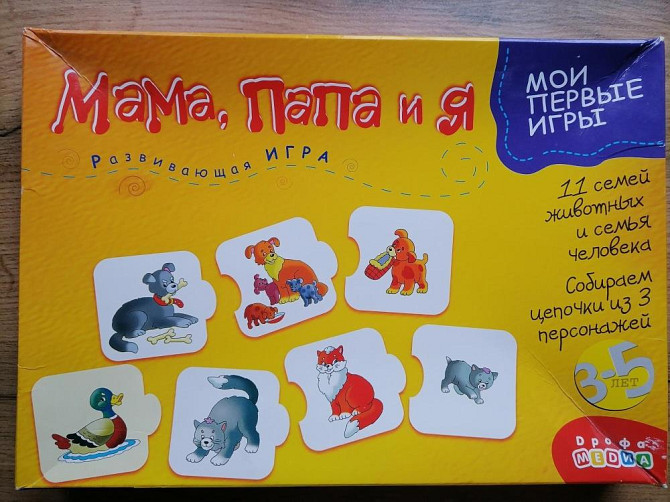 Мама, папа и я
Развивающая ИГРА
МОИ
ПЕРВЫЕ
ИГРЫ
11 семей
животных
и семья
человека
Собираем
цепочки из 3
персонажей
3-5
ЛЕТ
Дрофа
МЕДИА